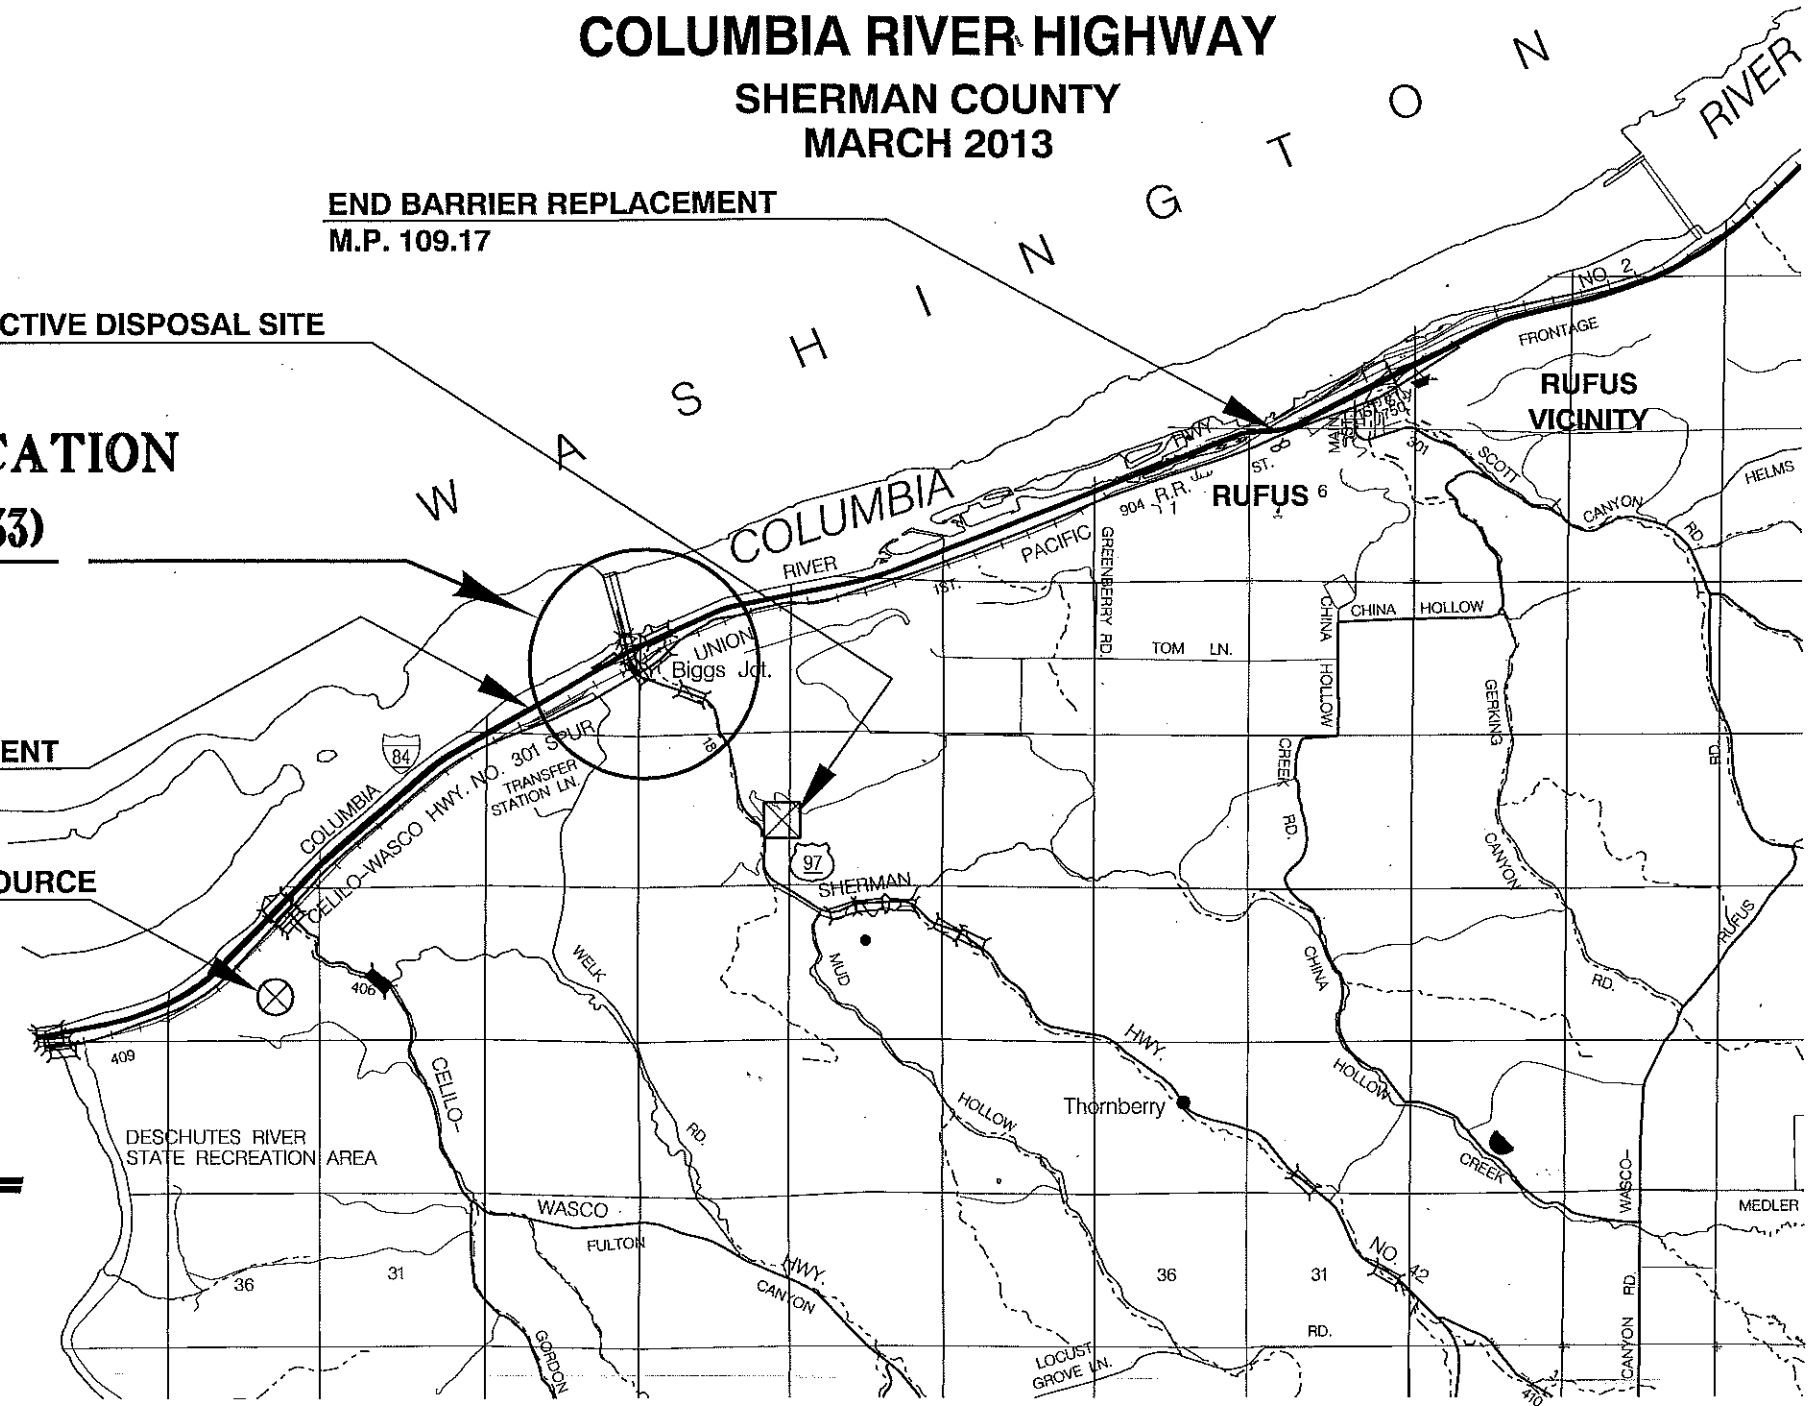 COLUMBIA RIVER HIGHWAY
SHERMAN COUNTY
MARCH 2013
END BARRIER REPLACEMENT
M.P. 109.17
CTIVE DISPOSAL SITE
CATION
33)
ENT
OURCE
WASHINGTON
COLUMBIA
RIVER
NO. 2
FRONTAGE
RUFUS
VICINITY
HWY.
MAIN
ST.
R.R.
904
RUFUS 6
301
SCOTT
CANYON
RD.
HELMS
RIVER
1ST.
PACIFIC
GREENBERRY RD.
UNION
Biggs Jct.
TOM LN.
CHINA HOLLOW
CHINA HOLLOW
GERKING
CREEK
RD.
RD.
84
18
COLUMBIA
CELILO-WASCO HWY. NO. 301 SPUR
TRANSFER
STATION LN.
97
SHERMAN
CANYON
RD.
RUFUS
406
409
WELK
RD.
MUD
HOLLOW
HWY.
CHINA
HOLLOW
CREEK
Thornberry
CELILO-
DESCHUTES RIVER
STATE RECREATION AREA
WASCO
FULTON
HWY.
CANYON
WASCO-
MEDLER
NO. 42
36
31
36
31
GORDON
LOCUST
GROVE LN.
RD.
CANYON RD.
410